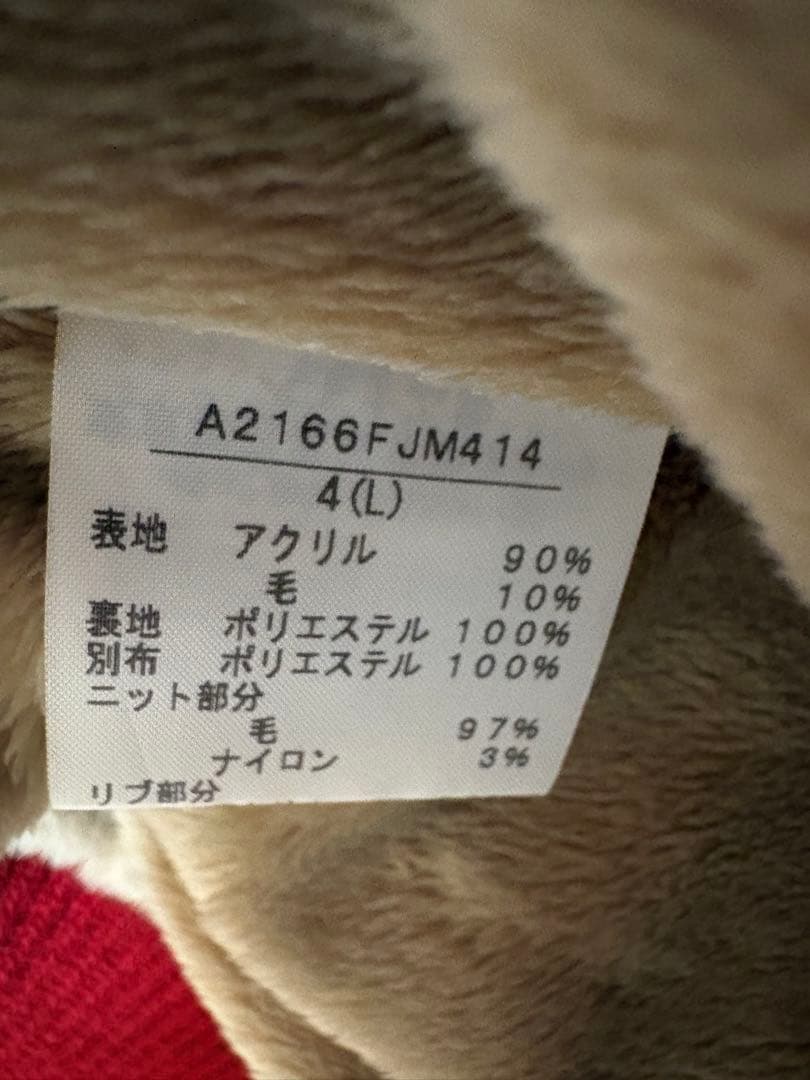 A2166FJM414
4(L)
表地 アクリル 90%
毛 10%
裏地 ポリエステル 100%
別布 ポリエステル 100%
ニット部分
毛 97%
ナイロン 3%
リブ部分